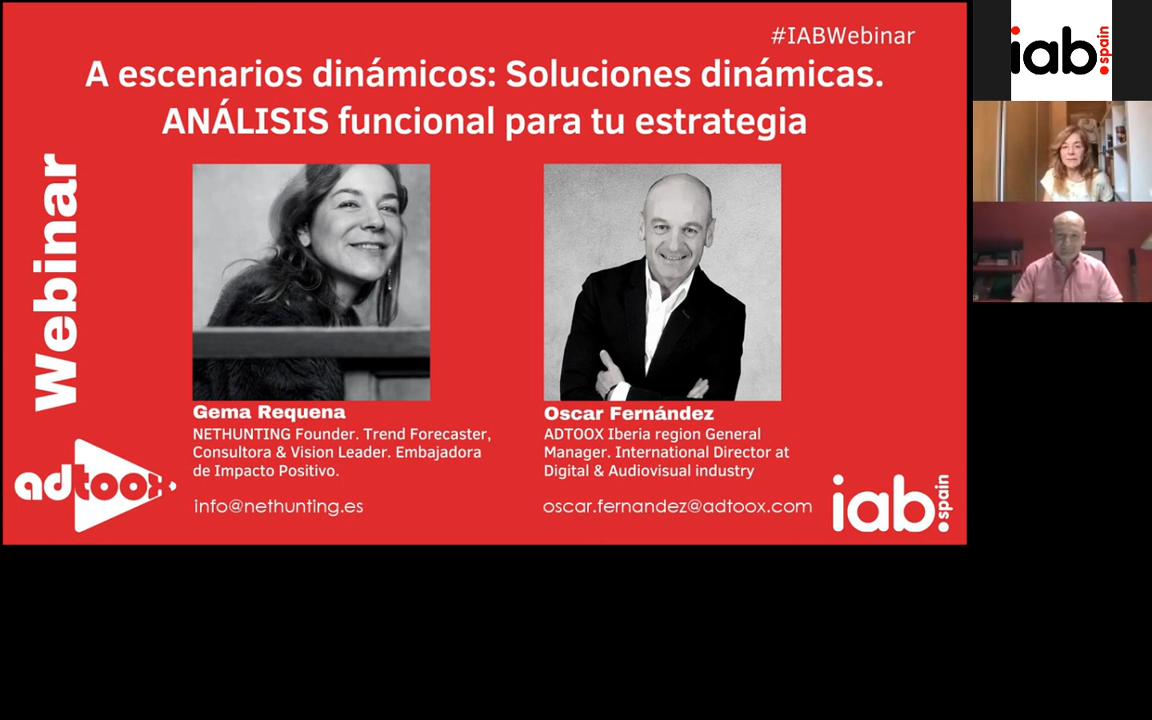 #IABWebinar
A escenarios dinámicos: Soluciones dinámicas.
ANÁLISIS funcional para tu estrategia
Webinar
Gema Requena
NETHUNTING Founder. Trend Forecaster,
Consultora & Vision Leader. Embajadora
de Impacto Positivo.
info@nethunting.es
Oscar Fernández
ADTOOX Iberia region General
Manager. International Director at
Digital & Audiovisual industry
oscar.fernandez@adtoox.com
adtoox
iab.spain
iab.spain